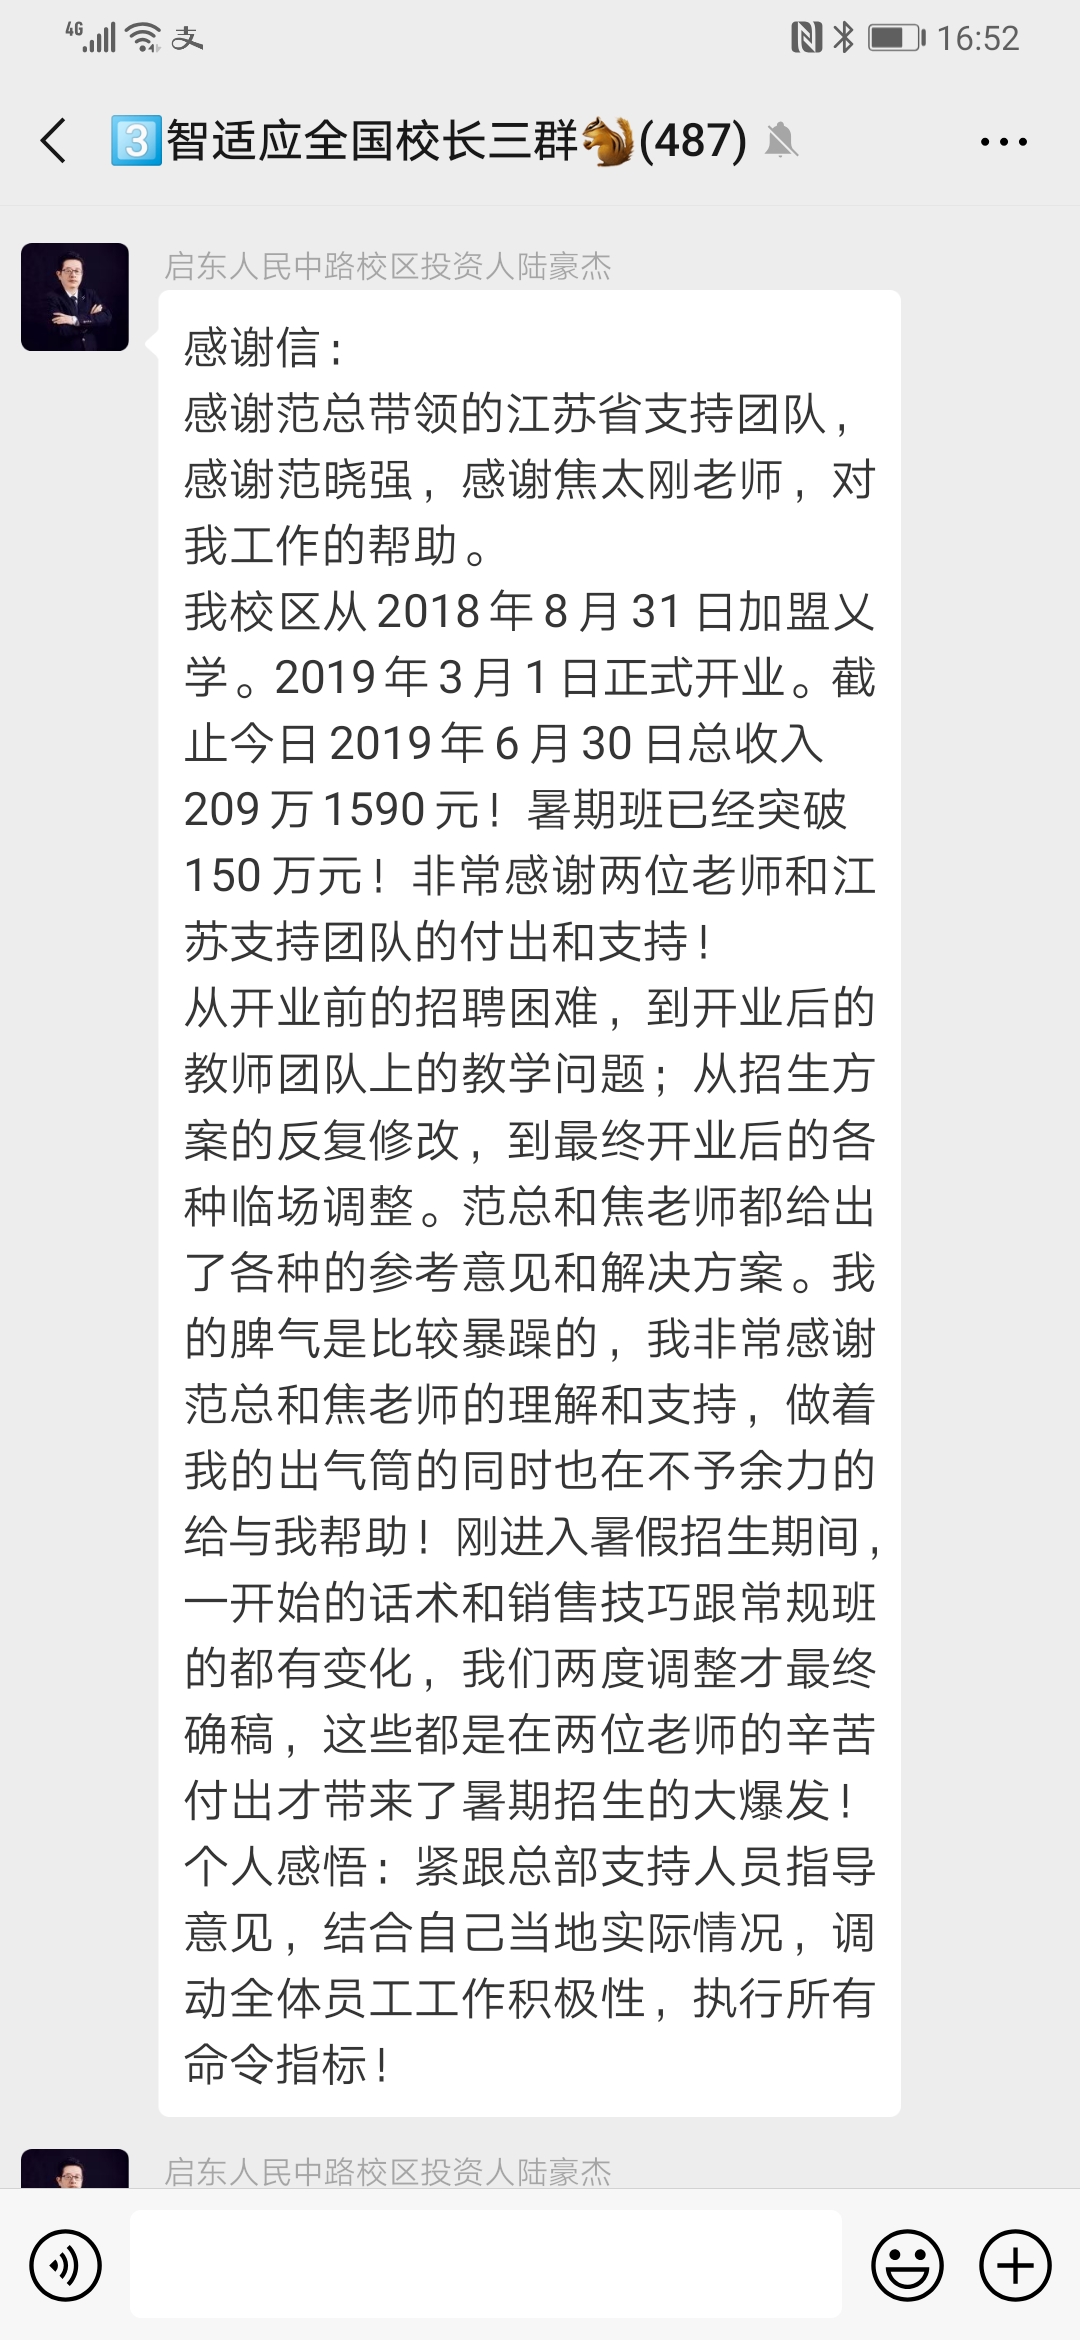 4G 支 16:52
3智适应全国校长三群🐿️(487)
启东人民中路校区投资人陆豪杰
感谢信：
感谢范总带领的江苏省支持团队，
感谢范晓强，感谢焦太刚老师，对
我工作的帮助。
我校区从2018年8月31日加盟乂
学。2019年3月1日正式开业。截
止今日2019年6月30日总收入
209万1590元！暑期班已经突破
150万元！非常感谢两位老师和江
苏支持团队的付出和支持！
从开业前的招聘困难，到开业后的
教师团队上的教学问题；从招生方
案的反复修改，到最终开业后的各
种临场调整。范总和焦老师都给出
了各种的参考意见和解决方案。我
的脾气是比较暴躁的，我非常感谢
范总和焦老师的理解和支持，做着
我的出气筒的同时也在不予余力的
给与我帮助！刚进入暑假招生期间，
一开始的话术和销售技巧跟常规班
的都有变化，我们两度调整才最终
确稿，这些都是在两位老师的辛苦
付出才带来了暑期招生的大爆发！
个人感悟：紧跟总部支持人员指导
意见，结合自己当地实际情况，调
动全体员工工作积极性，执行所有
命令指标！
启东人民中路校区投资人陆豪杰